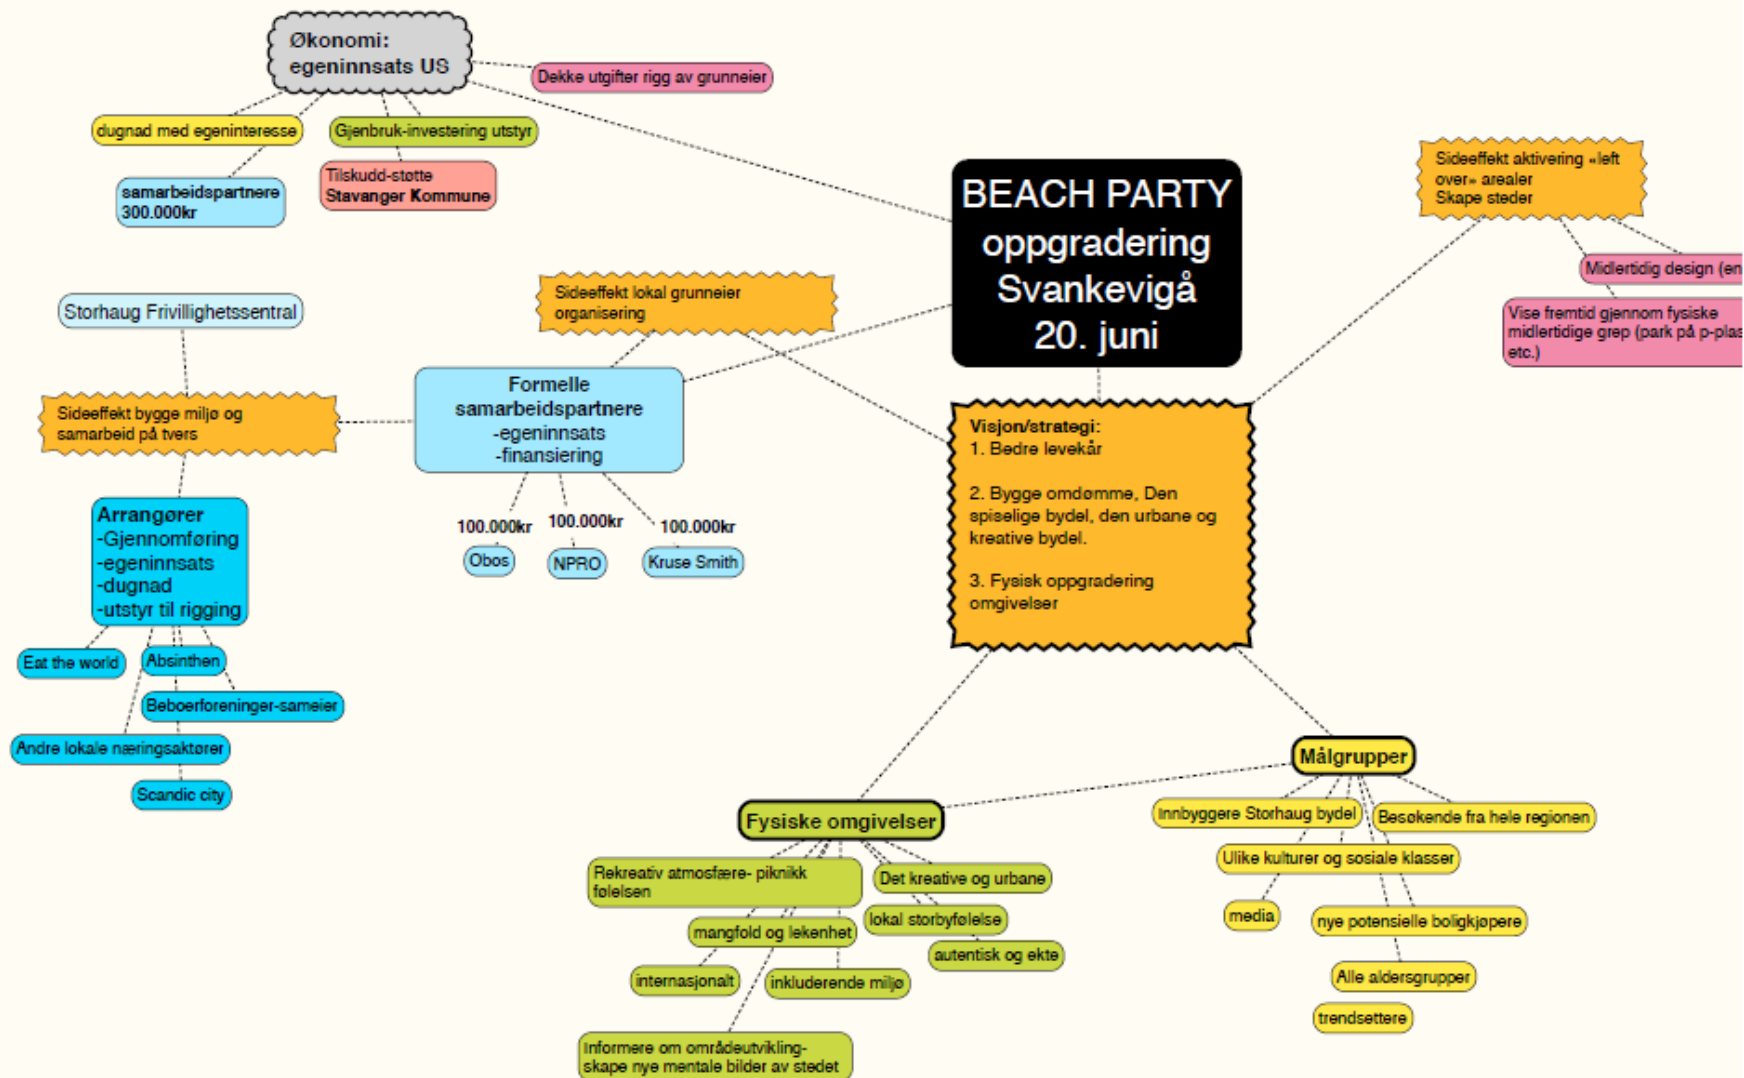 Økonomi:
egeninnsats US
Dekke utgifter rigg av grunneier
dugnad med egeninteresse
Gjenbruk-investering utstyr
samarbeidspartnere
300.000kr
Tilskudd-støtte
Stavanger Kommune
BEACH PARTY
oppgradering
Svankevigå
20. juni
Sideeffekt aktivering «left
over» arealer
Skape steder
Midlertidig design (en
Vise fremtid gjennom fysiske
midlertidige grep (park på p-plas
etc.)
Sideeffekt lokal grunneier
organisering
Storhaug Frivillighetssentral
Formelle
samarbeidspartnere
-egeninnsats
-finansiering
Sideeffekt bygge miljø og
samarbeid på tvers
Visjon/strategi:
1. Bedre levekår
2. Bygge omdømme, Den
spiselige bydel, den urbane og
kreative bydel.
3. Fysisk oppgradering
omgivelser
Arrangører
-Gjennomføring
-egeninnsats
-dugnad
-utstyr til rigging
100.000kr
100.000kr
100.000kr
Obos
NPRO
Kruse Smith
Eat the world
Absinthen
Beboerforeninger-sameier
Andre lokale næringsaktører
Scandic city
Målgrupper
Innbyggere Storhaug bydel
Besøkende fra hele regionen
Ulike kulturer og sosiale klasser
media
nye potensielle boligkjøpere
Alle aldersgrupper
trendsettere
Fysiske omgivelser
Rekreativ atmosfære- piknikk
følelsen
Det kreative og urbane
mangfold og lekenhet
lokal storbyfølelse
autentisk og ekte
internasjonalt
inkluderende miljø
Informere om områdeutvikling-
skape nye mentale bilder av stedet